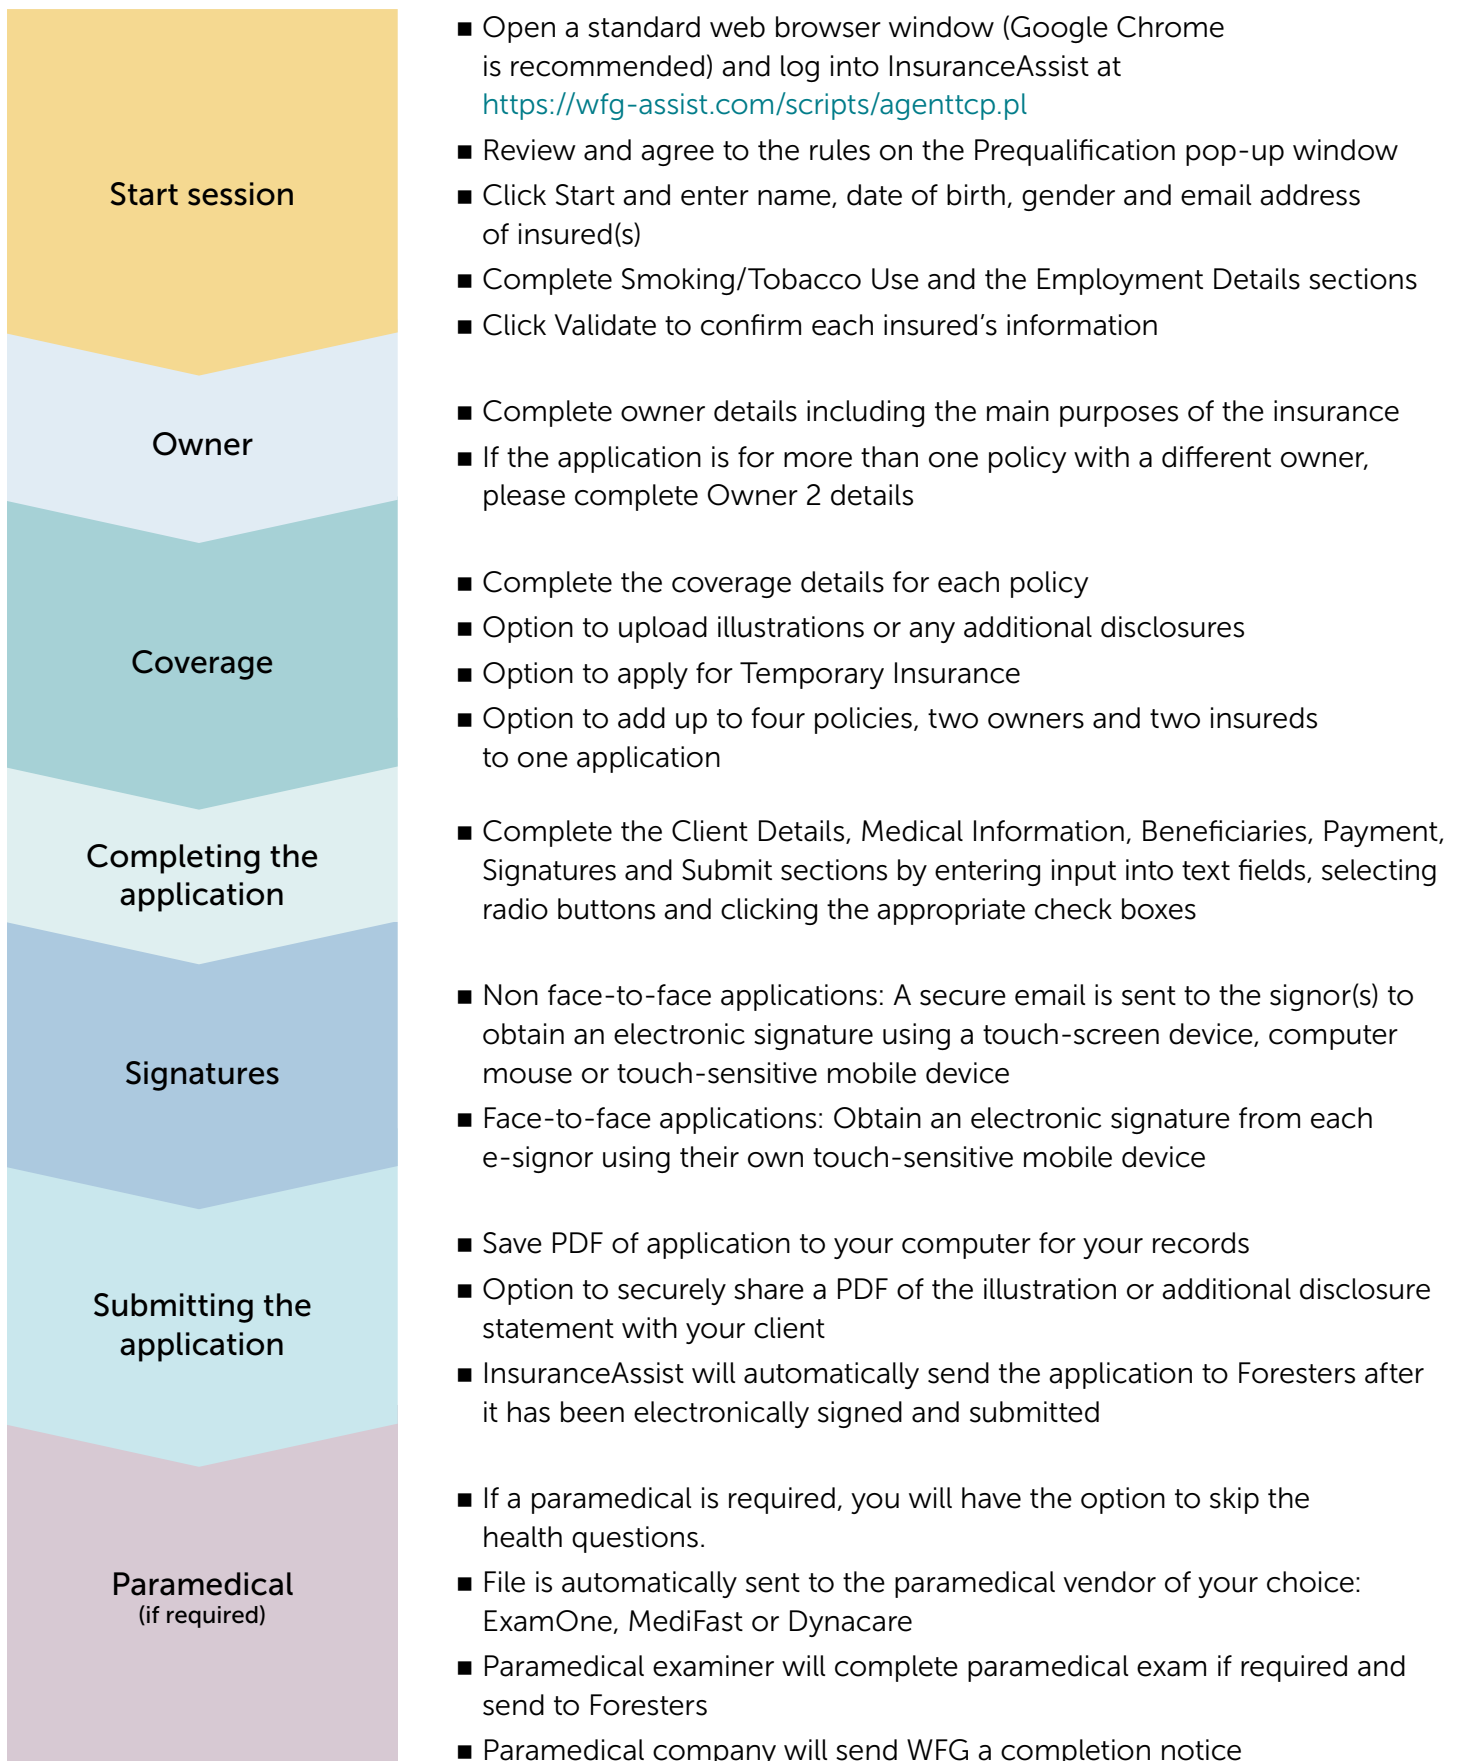 Start session
■ Open a standard web browser window (Google Chrome
is recommended) and log into InsuranceAssist at
https://wfg-assist.com/scripts/agenttcp.pl
■ Review and agree to the rules on the Prequalification pop-up window
■ Click Start and enter name, date of birth, gender and email address
of insured(s)
■ Complete Smoking/Tobacco Use and the Employment Details sections
■ Click Validate to confirm each insured’s information
Owner
■ Complete owner details including the main purposes of the insurance
■ If the application is for more than one policy with a different owner,
please complete Owner 2 details
Coverage
■ Complete the coverage details for each policy
■ Option to upload illustrations or any additional disclosures
■ Option to apply for Temporary Insurance
■ Option to add up to four policies, two owners and two insureds
to one application
Completing the
application
■ Complete the Client Details, Medical Information, Beneficiaries, Payment,
Signatures and Submit sections by entering input into text fields, selecting
radio buttons and clicking the appropriate check boxes
Signatures
■ Non face-to-face applications: A secure email is sent to the signor(s) to
obtain an electronic signature using a touch-screen device, computer
mouse or touch-sensitive mobile device
■ Face-to-face applications: Obtain an electronic signature from each
e-signor using their own touch-sensitive mobile device
Submitting the
application
■ Save PDF of application to your computer for your records
■ Option to securely share a PDF of the illustration or additional disclosure
statement with your client
■ InsuranceAssist will automatically send the application to Foresters after
it has been electronically signed and submitted
Paramedical
(if required)
■ If a paramedical is required, you will have the option to skip the
health questions.
■ File is automatically sent to the paramedical vendor of your choice:
ExamOne, MediFast or Dynacare
■ Paramedical examiner will complete paramedical exam if required and
send to Foresters
■ Paramedical company will send WFG a completion notice